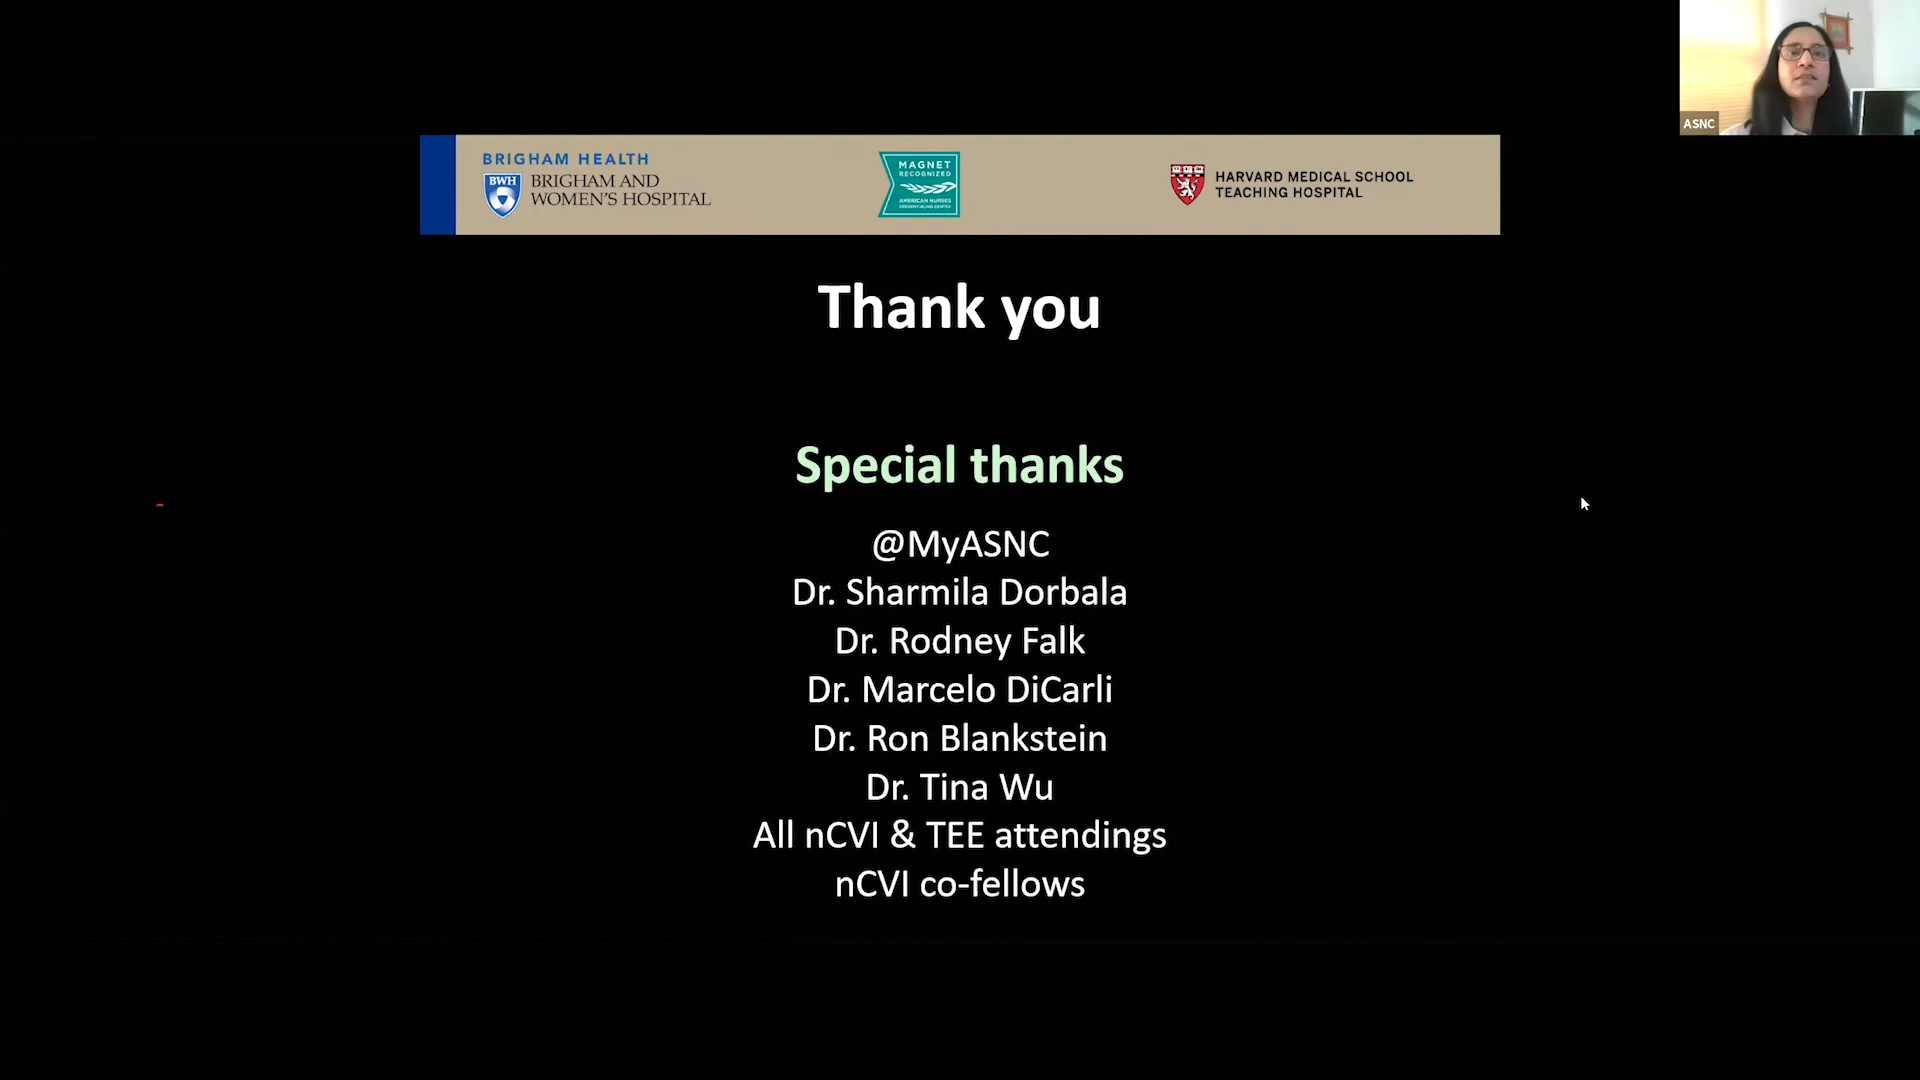 ASNC
BRIGHAM HEALTH
BWH
BRIGHAM AND
WOMEN'S HOSPITAL
MAGNET
RECOGNIZED
AMERICAN NURSES
CREDENTIALING CENTER
HARVARD MEDICAL SCHOOL
TEACHING HOSPITAL
Thank you
Special thanks
@MyASNC
Dr. Sharmila Dorbala
Dr. Rodney Falk
Dr. Marcelo DiCarli
Dr. Ron Blankstein
Dr. Tina Wu
All nCVI & TEE attendings
nCVI co-fellows